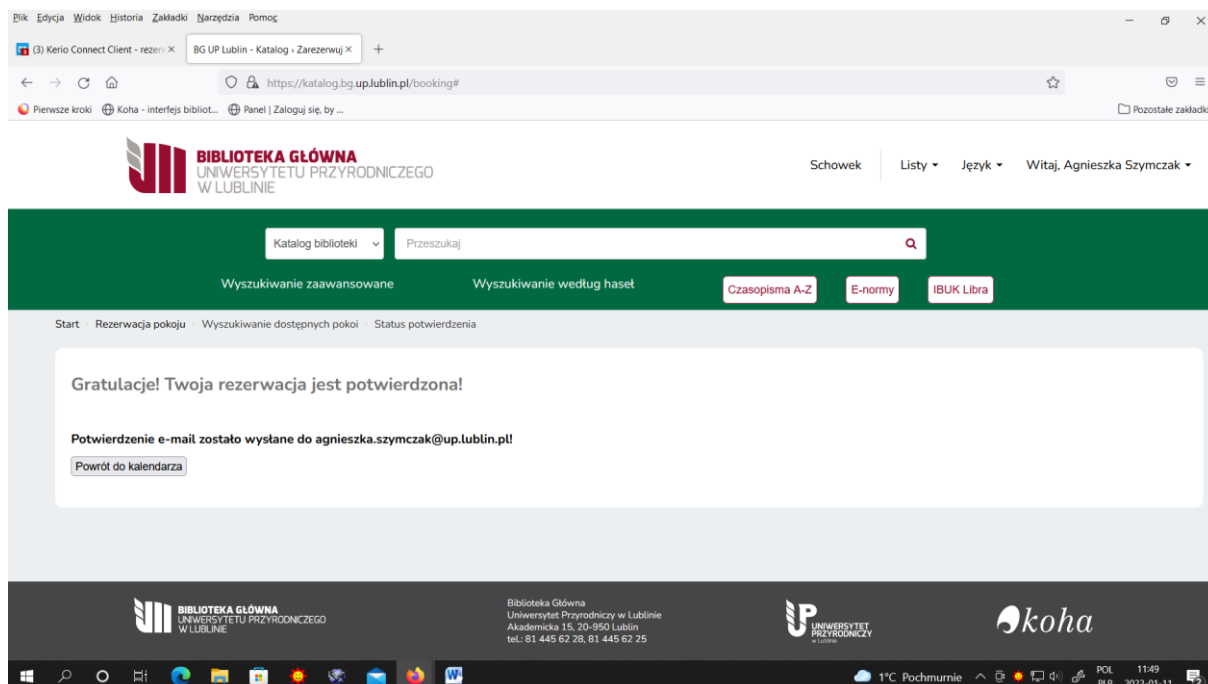 Plik Edycja Widok Historia Zakładki Narzędzia Pomoc
(3) Kerio Connect Client - rezer
BG UP Lublin – Katalog › Zarezerwuj
https://katalog.bg.up.lublin.pl/booking#
Pierwsze kroki Koha - interfejs bibliot... Panel | Zaloguj się, by ... Pozostałe zakładki
BIBLIOTEKA GŁÓWNA
UNIWERSYTETU PRZYRODNICZEGO
W LUBLINIE
Schowek Listy Język Witaj, Agnieszka Szymczak
Katalog biblioteki Przeszukaj
Wyszukiwanie zaawansowane Wyszukiwanie według haseł Czasopisma A-Z E-normy IBUK Libra
Start Rezerwacja pokoju Wyszukiwanie dostępnych pokoi Status potwierdzenia
Gratulacje! Twoja rezerwacja jest potwierdzona!
Potwierdzenie e-mail zostało wysłane do agnieszka.szymczak@up.lublin.pl!
Powrót do kalendarza
BIBLIOTEKA GŁÓWNA
UNIWERSYTETU PRZYRODNICZEGO
W LUBLINIE
Biblioteka Główna
Uniwersytet Przyrodniczy w Lublinie
Akademicka 15, 20-950 Lublin
tel.: 81 445 62 28, 81 445 62 25
UNIWERSYTET
PRZYRODNICZY
w Lublinie
koha
1°C Pochmurnie
POL
PLP
11:49
2022-01-11